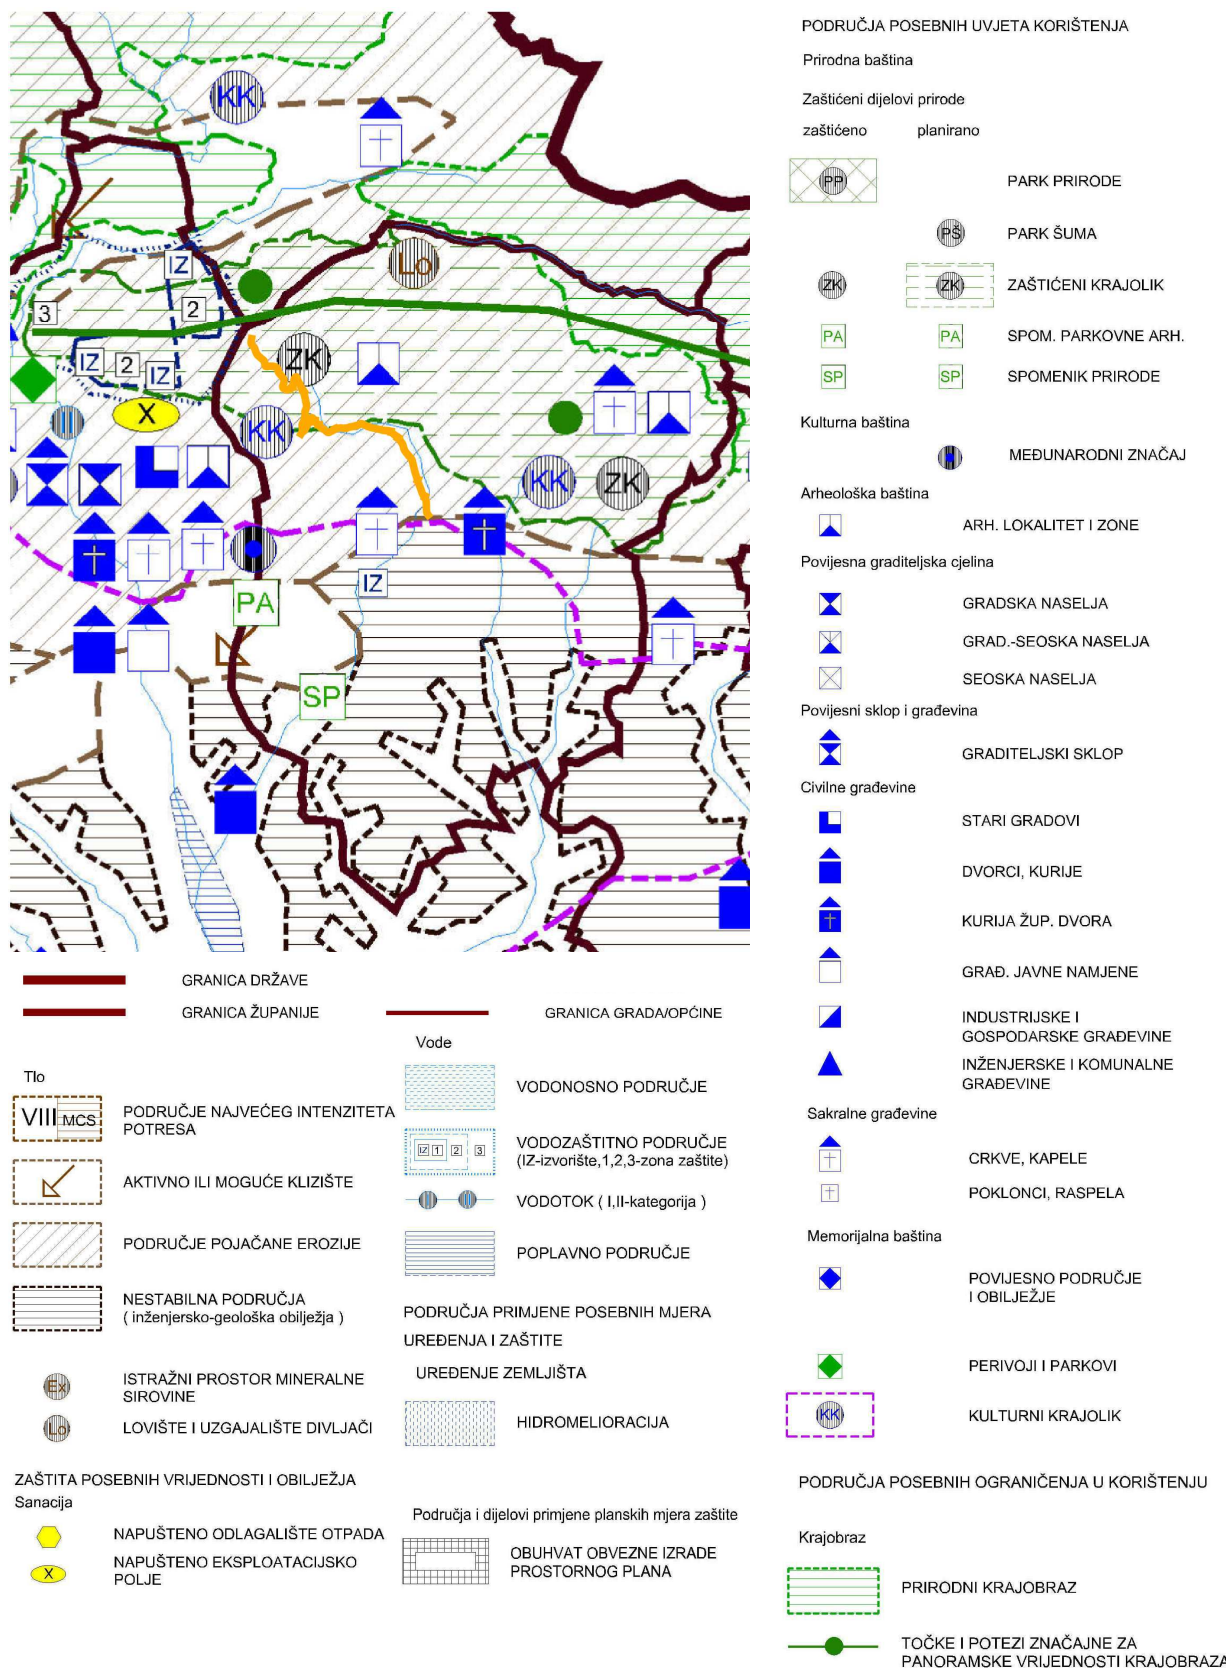 KK
Lo
IZ
2
3
IZ
2
IZ
ZK
X
KK
KK
ZK
IZ
PA
SP
GRANICA DRŽAVE
GRANICA ŽUPANIJE
GRANICA GRADA/OPĆINE
Tlo
VIII MCS
PODRUČJE NAJVEĆEG INTENZITETA
POTRESA
AKTIVNO ILI MOGUĆE KLIZIŠTE
PODRUČJE POJAČANE EROZIJE
NESTABILNA PODRUČJA
( inženjersko-geološka obilježja )
Ex
ISTRAŽNI PROSTOR MINERALNE
SIROVINE
Lo
LOVIŠTE I UZGAJALIŠTE DIVLJAČI
ZAŠTITA POSEBNIH VRIJEDNOSTI I OBILJEŽJA
Sanacija
NAPUŠTENO ODLAGALIŠTE OTPADA
X
NAPUŠTENO EKSPLOATACIJSKO
POLJE
Vode
VODONOSNO PODRUČJE
IZ 1 2 3
VODOZAŠTITNO PODRUČJE
(IZ-izvorište,1,2,3-zona zaštite)
VODOTOK ( I,II-kategorija )
POPLAVNO PODRUČJE
PODRUČJA PRIMJENE POSEBNIH MJERA
UREĐENJA I ZAŠTITE
UREĐENJE ZEMLJIŠTA
HIDROMELIORACIJA
Područja i dijelovi primjene planskih mjera zaštite
OBUHVAT OBVEZNE IZRADE
PROSTORNOG PLANA
PODRUČJA POSEBNIH UVJETA KORIŠTENJA
Prirodna baština
Zaštićeni dijelovi prirode
zaštićeno planirano
PP PARK PRIRODE
PŠ PARK ŠUMA
ZK ZK ZAŠTIĆENI KRAJOLIK
PA PA SPOM. PARKOVNE ARH.
SP SP SPOMENIK PRIRODE
Kulturna baština
MEĐUNARODNI ZNAČAJ
Arheološka baština
ARH. LOKALITET I ZONE
Povijesna graditeljska cjelina
GRADSKA NASELJA
GRAD.-SEOSKA NASELJA
SEOSKA NASELJA
Povijesni sklop i građevina
GRADITELJSKI SKLOP
Civilne građevine
STARI GRADOVI
DVORCI, KURIJE
KURIJA ŽUP. DVORA
GRAĐ. JAVNE NAMJENE
INDUSTRIJSKE I
GOSPODARSKE GRAĐEVINE
INŽENJERSKE I KOMUNALNE
GRAĐEVINE
Sakralne građevine
CRKVE, KAPELE
POKLONCI, RASPELA
Memorijalna baština
POVIJESNO PODRUČJE
I OBILJEŽJE
PERIVOJI I PARKOVI
KK KULTURNI KRAJOLIK
PODRUČJA POSEBNIH OGRANIČENJA U KORIŠTENJU
Krajobraz
PRIRODNI KRAJOBRAZ
TOČKE I POTEZI ZNAČAJNE ZA
PANORAMSKE VRIJEDNOSTI KRAJOBRAZA